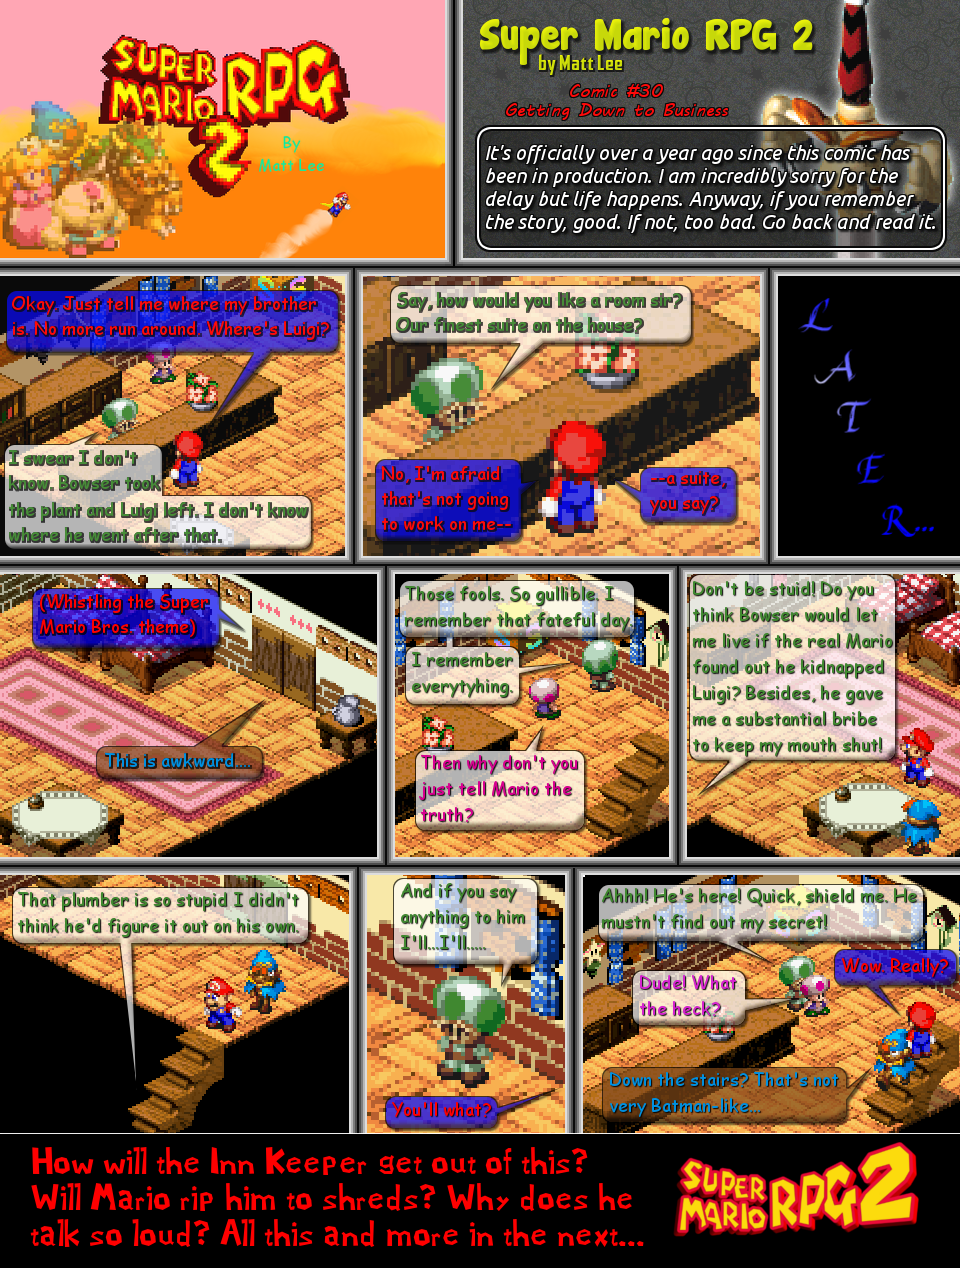 SUPER
MARIO RPG
2
By
Matt Lee
Super Mario RPG 2
by Matt Lee
Comic #30
Getting Down to Business
It's officially over a year ago since this comic has
been in production. I am incredibly sorry for the
delay but life happens. Anyway, if you remember
the story, good. If not, too bad. Go back and read it.
Okay. Just tell me where my brother
is. No more run around. Where's Luigi?
I swear I don't
know. Bowser took
the plant and Luigi left. I don't know
where he went after that.
Say, how would you like a room sir?
Our finest suite on the house?
No, I'm afraid
that's not going
to work on me--
--a suite,
you say?
L
A
T
E
R...
(Whistling the Super
Mario Bros. theme)
This is awkward....
Those fools. So gullible. I
remember that fateful day.
I remember
everytyhing.
Then why don't you
just tell Mario the
truth?
Don't be stuid! Do you
think Bowser would let
me live if the real Mario
found out he kidnapped
Luigi? Besides, he gave
me a substantial bribe
to keep my mouth shut!
That plumber is so stupid I didn't
think he'd figure it out on his own.
And if you say
anything to him
I'll...I'll.....
You'll what?
Ahhh! He's here! Quick, shield me. He
mustn't find out my secret!
Wow. Really?
Dude! What
the heck?
Down the stairs? That's not
very Batman-like...
How will the Inn Keeper get out of this?
Will Mario rip him to shreds? Why does he
talk so loud? All this and more in the next...
SUPER
MARIO RPG 2